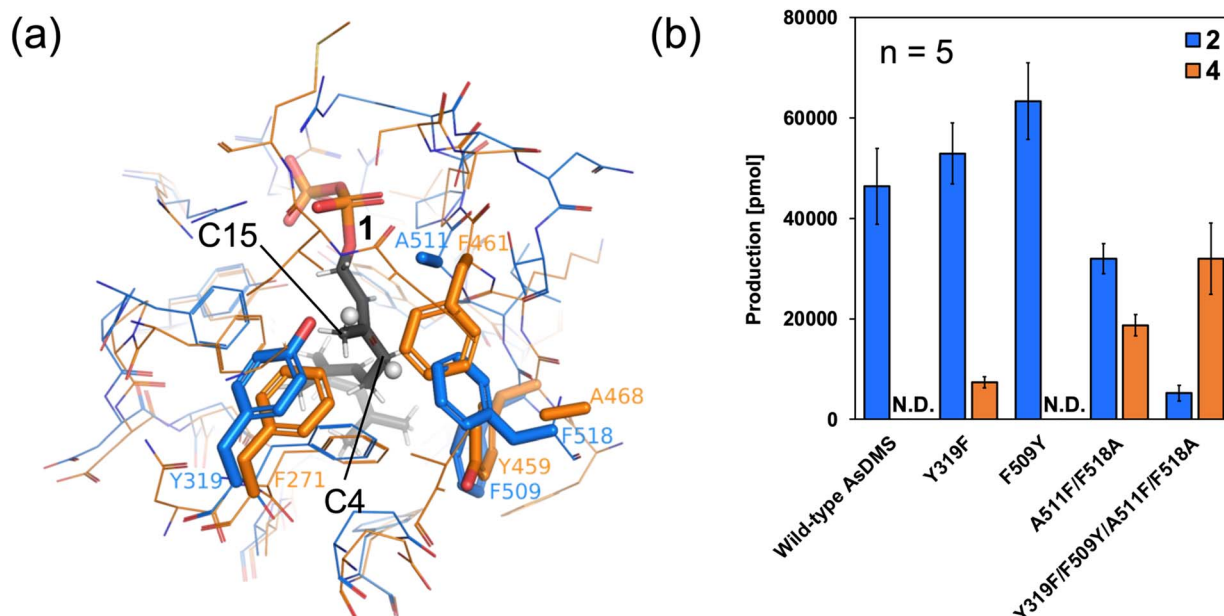 (a)
1
C15
A511
F461
A468
F518
Y319
F271
Y459
F509
C4
(b)
n = 5
2
4
Production [pmol]
80000
60000
40000
20000
0
N.D.
N.D.
Wild-type AsDMS
Y319F
F509Y
A511F/F518A
Y319F/F509Y/A511F/F518A